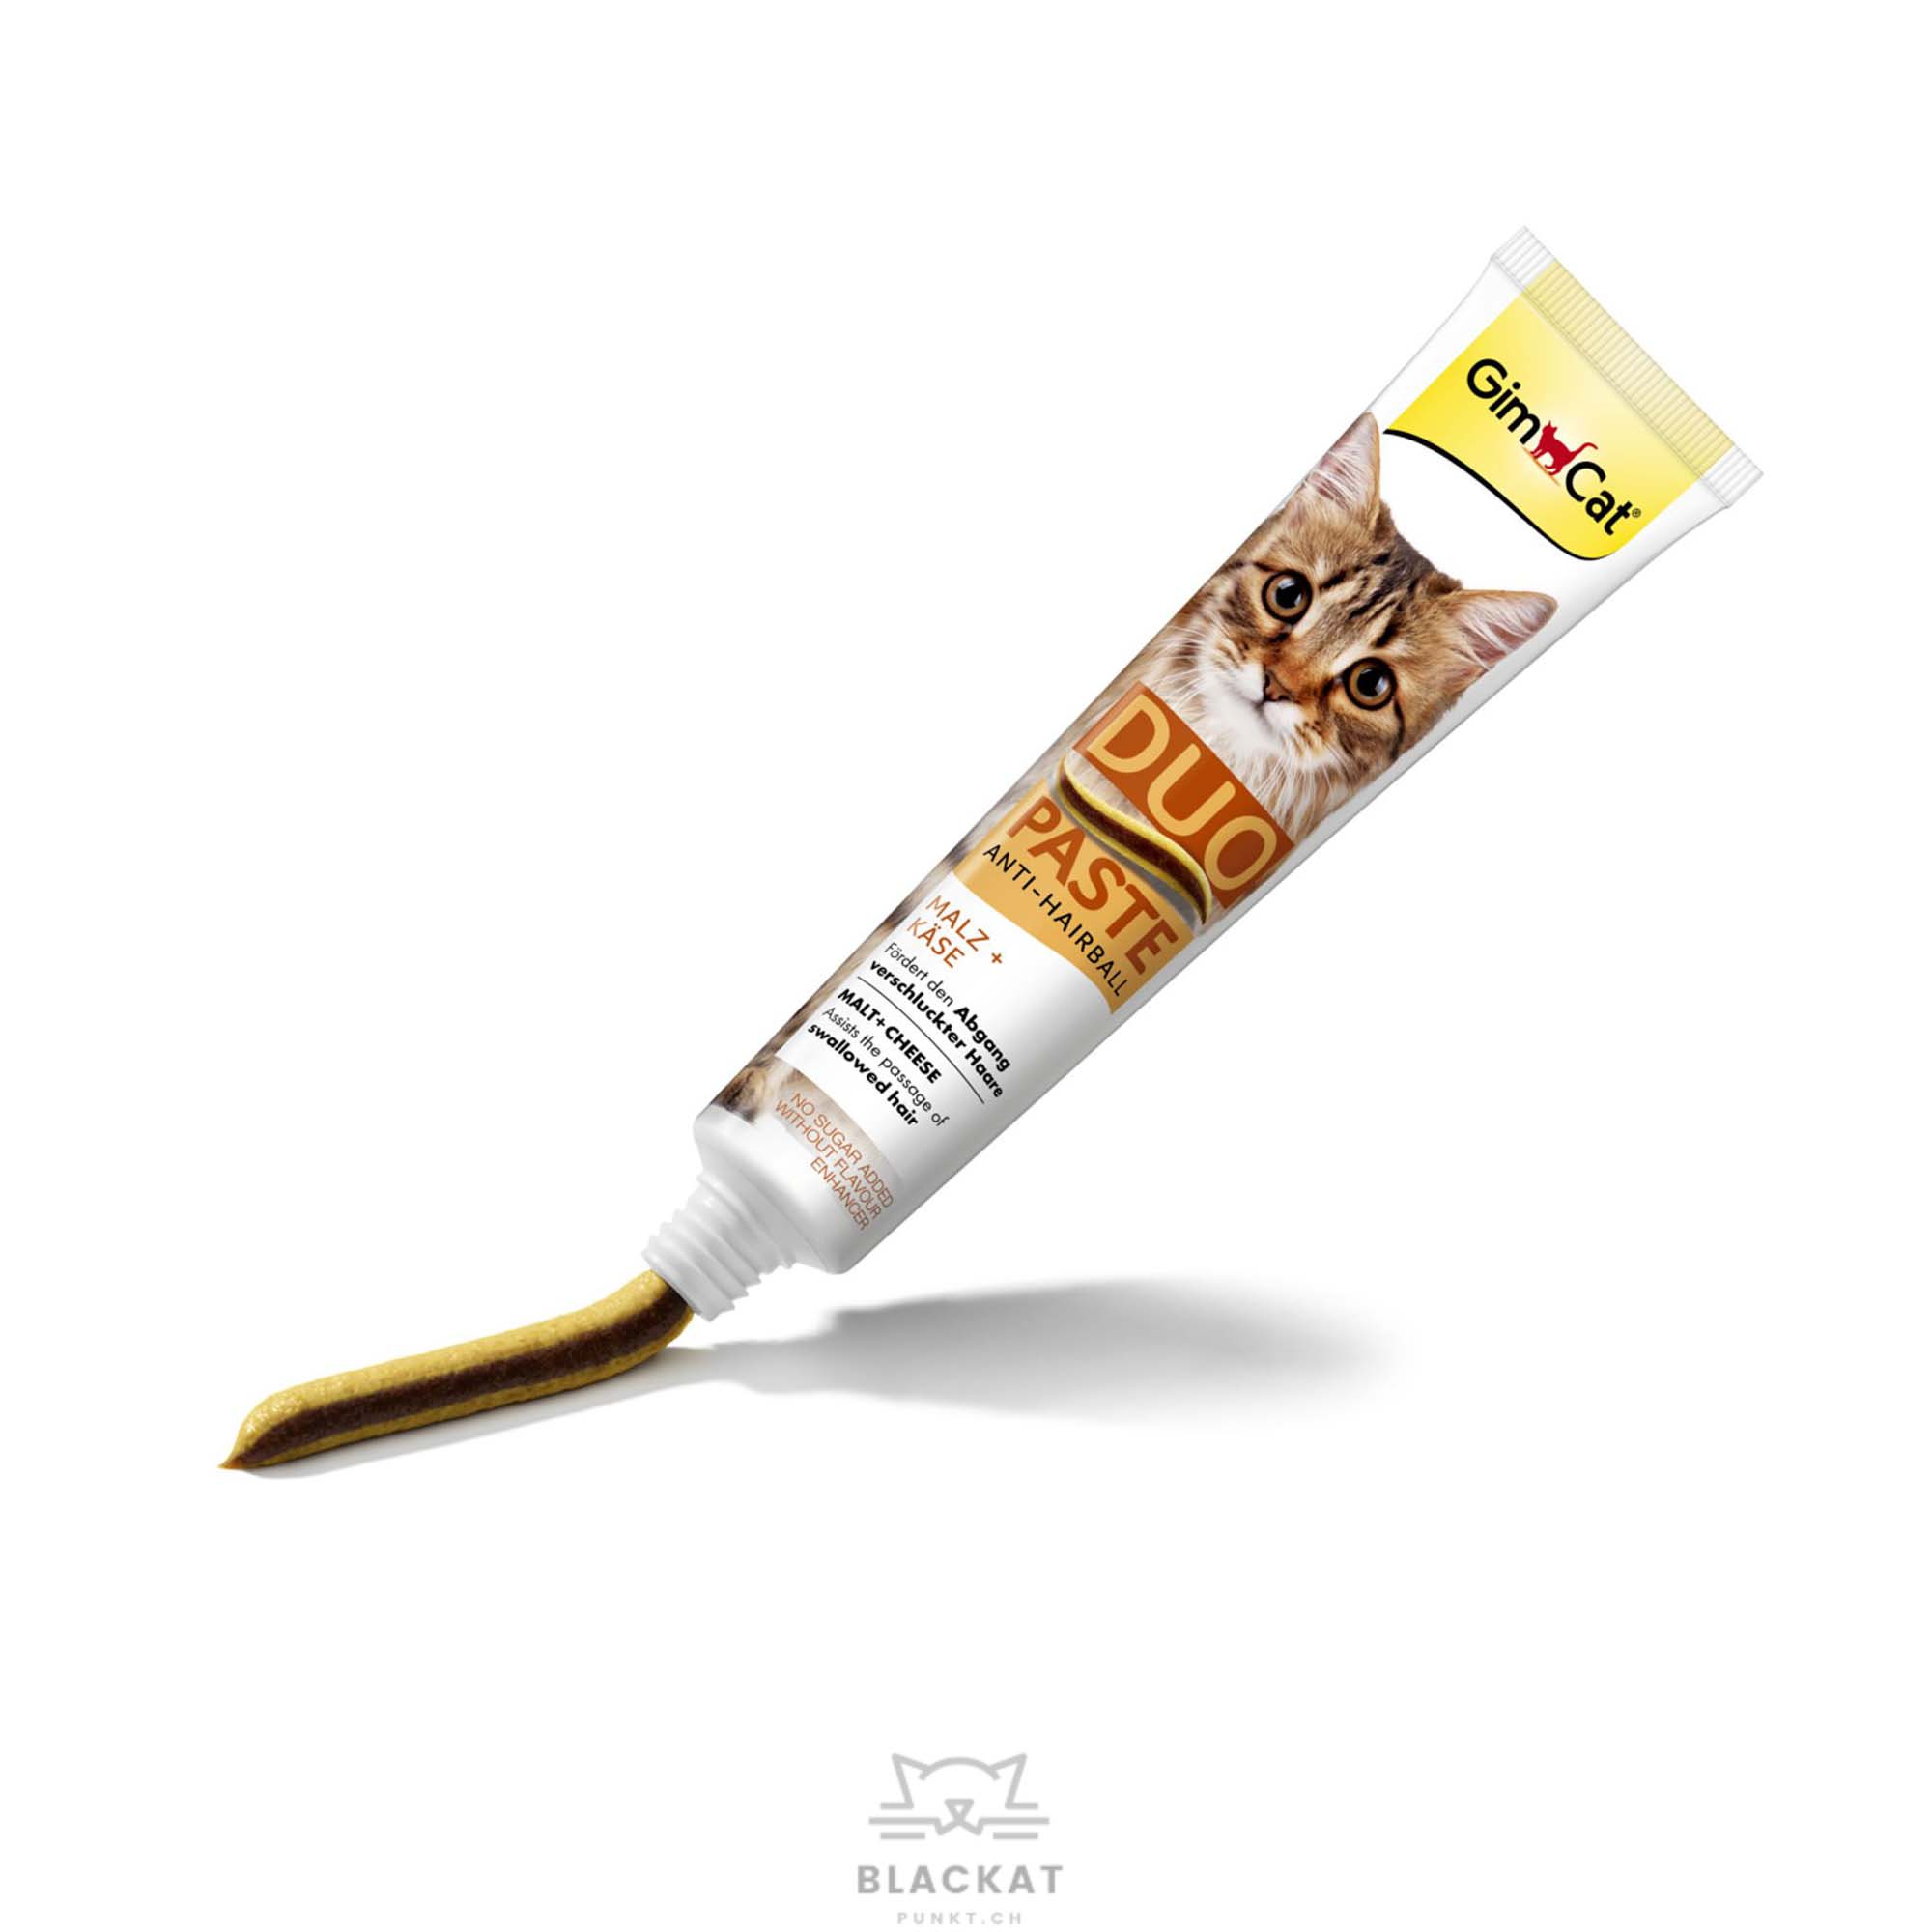 GimCat®
DUO
PASTE
ANTI-HAIRBALL
MALZ +
KÄSE
Fördert den Abgang
verschluckter Haare
MALT+ CHEESE
Assists the passage of
swallowed hair
NO SUGAR ADDED
WITHOUT FLAVOUR
ENHANCER
BLACKAT
PUNKT.CH